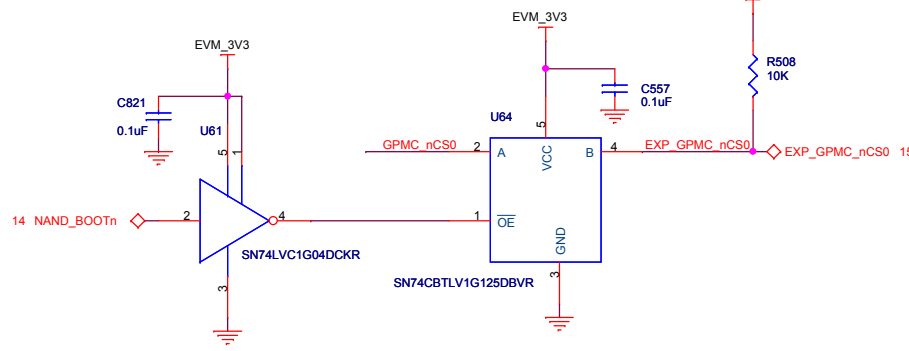 EVM_3V3
EVM_3V3
R508
10K
C821
0.1uF
U61
5
1
C557
0.1uF
U64
5
GPMC_nCS0
2
A
VCC
B
4
EXP_GPMC_nCS0
EXP_GPMC_nCS0 15
14 NAND_BOOTn
2
4
1
OE
GND
SN74LVC1G04DCKR
3
SN74CBTLV1G125DBVR
3